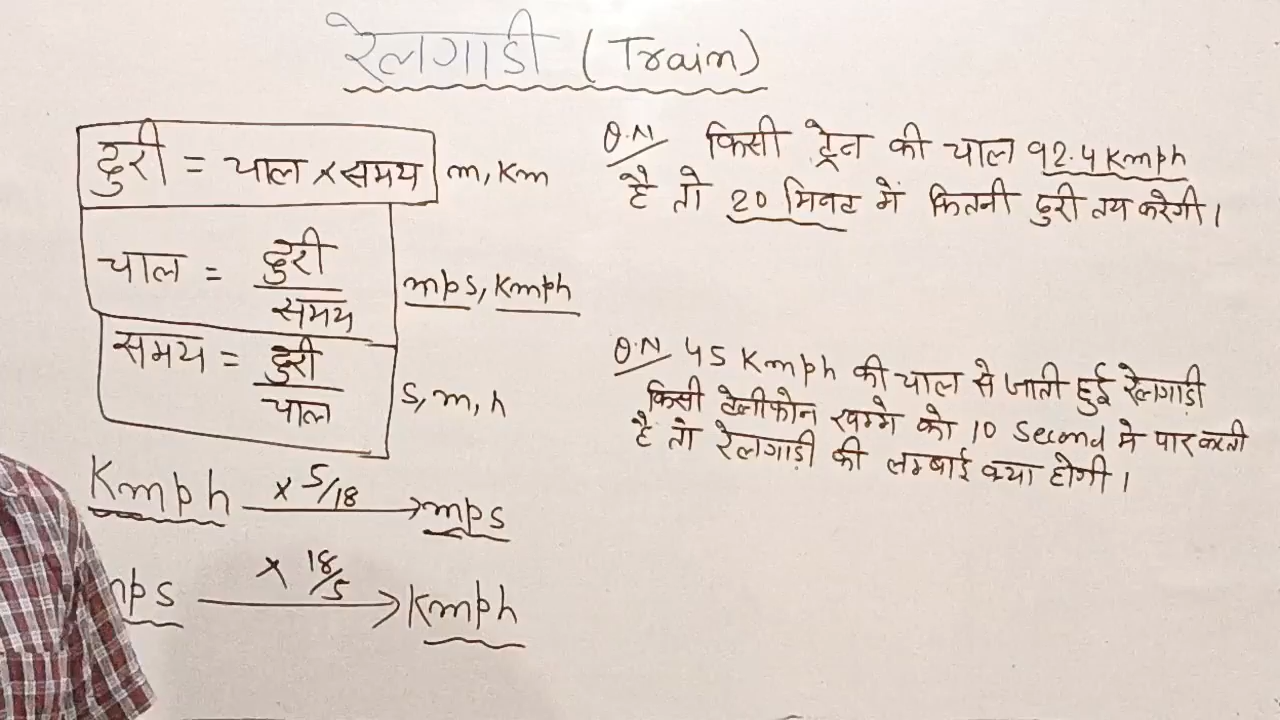 रेलगाडी (Train)
दुरी = चाल × समय m, Km
चाल = दुरी / समय mps, Kmph
समय = दुरी / चाल s, m, h
Kmph × 5/18 → mps
mps × 18/5 → Kmph
Q.N किसी ट्रेन की चाल 92.4 Kmph
है तो 20 मिनट में कितनी दुरी तय करेगी।
Q.N 45 Kmph की चाल से जाती हुई रेलगाड़ी
किसी टेलीफोन खम्मे को 10 Second मे पार करती
है तो रेलगाड़ी की लम्बाई क्या होगी।